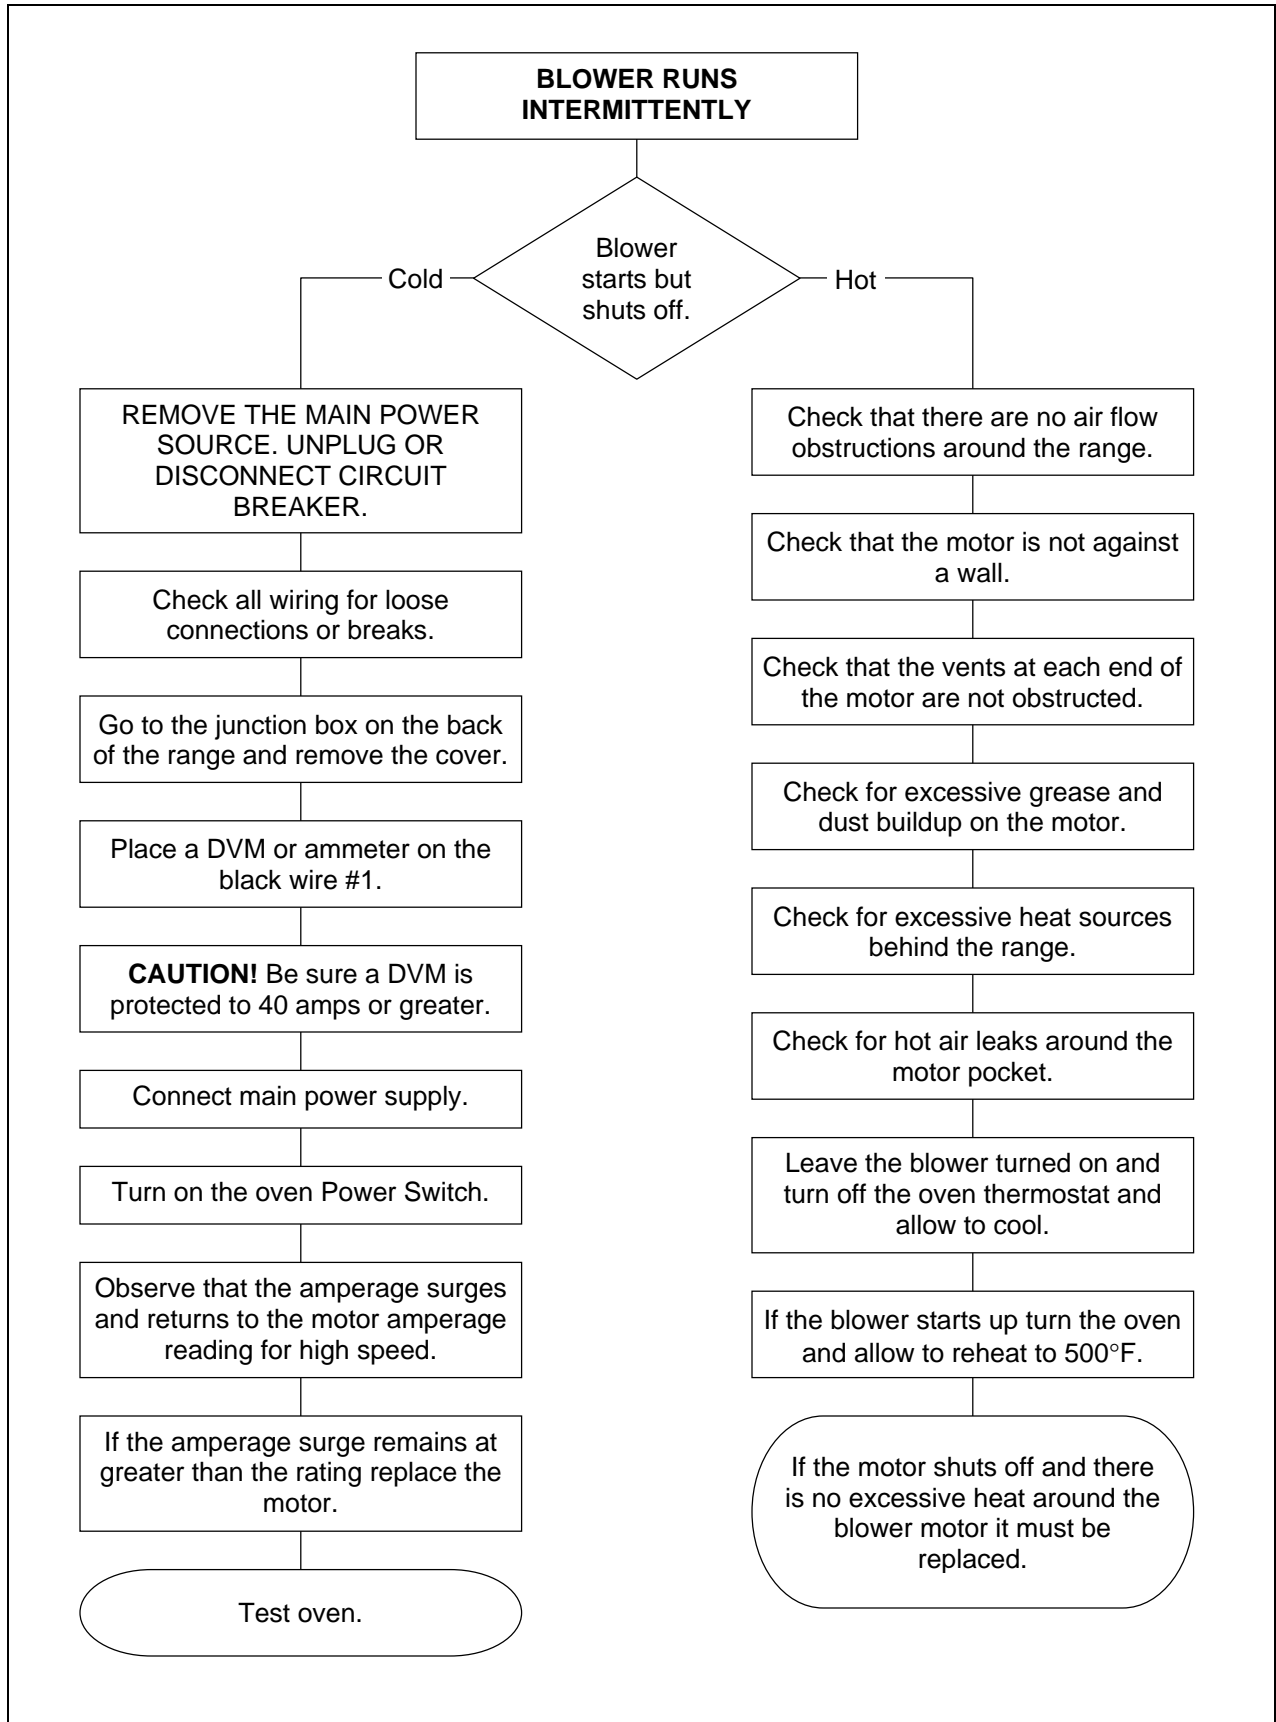 BLOWER RUNS
INTERMITTENTLY
Blower
starts but
shuts off.
Cold
Hot
REMOVE THE MAIN POWER
SOURCE. UNPLUG OR
DISCONNECT CIRCUIT
BREAKER.
Check all wiring for loose
connections or breaks.
Go to the junction box on the back
of the range and remove the cover.
Place a DVM or ammeter on the
black wire #1.
CAUTION! Be sure a DVM is
protected to 40 amps or greater.
Connect main power supply.
Turn on the oven Power Switch.
Observe that the amperage surges
and returns to the motor amperage
reading for high speed.
If the amperage surge remains at
greater than the rating replace the
motor.
Test oven.
Check that there are no air flow
obstructions around the range.
Check that the motor is not against
a wall.
Check that the vents at each end of
the motor are not obstructed.
Check for excessive grease and
dust buildup on the motor.
Check for excessive heat sources
behind the range.
Check for hot air leaks around the
motor pocket.
Leave the blower turned on and
turn off the oven thermostat and
allow to cool.
If the blower starts up turn the oven
and allow to reheat to 500°F.
If the motor shuts off and there
is no excessive heat around the
blower motor it must be
replaced.